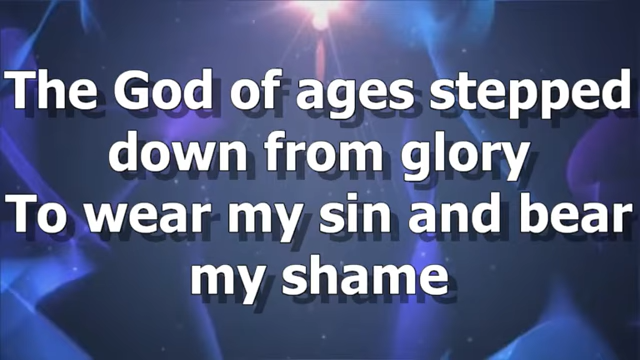 The God of ages stepped
down from glory
To wear my sin and bear
my shame